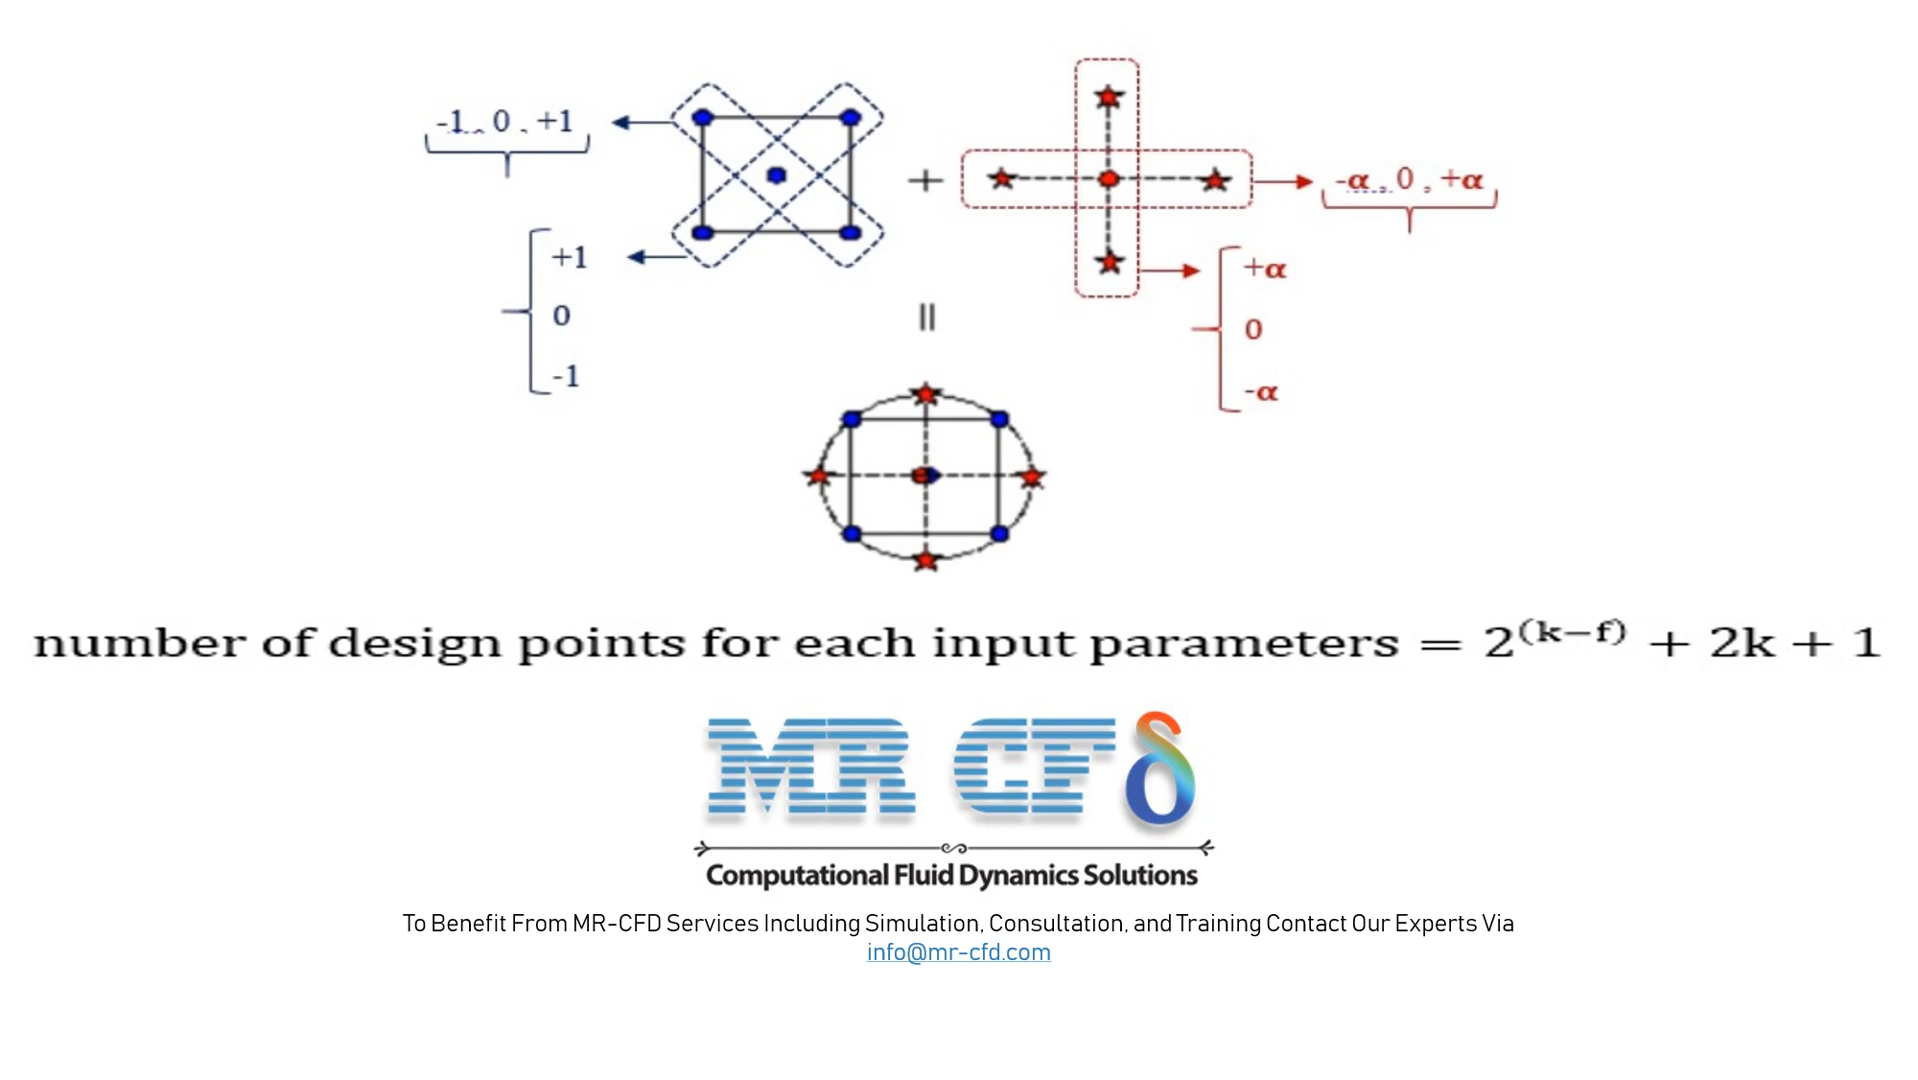 -1 , 0 , +1
+
-α , 0 , +α
+1
0
-1
+α
0
-α
=
number of design points for each input parameters = 2^(k−f) + 2k + 1
MR CFδ
Computational Fluid Dynamics Solutions
To Benefit From MR-CFD Services Including Simulation, Consultation, and Training Contact Our Experts Via
info@mr-cfd.com